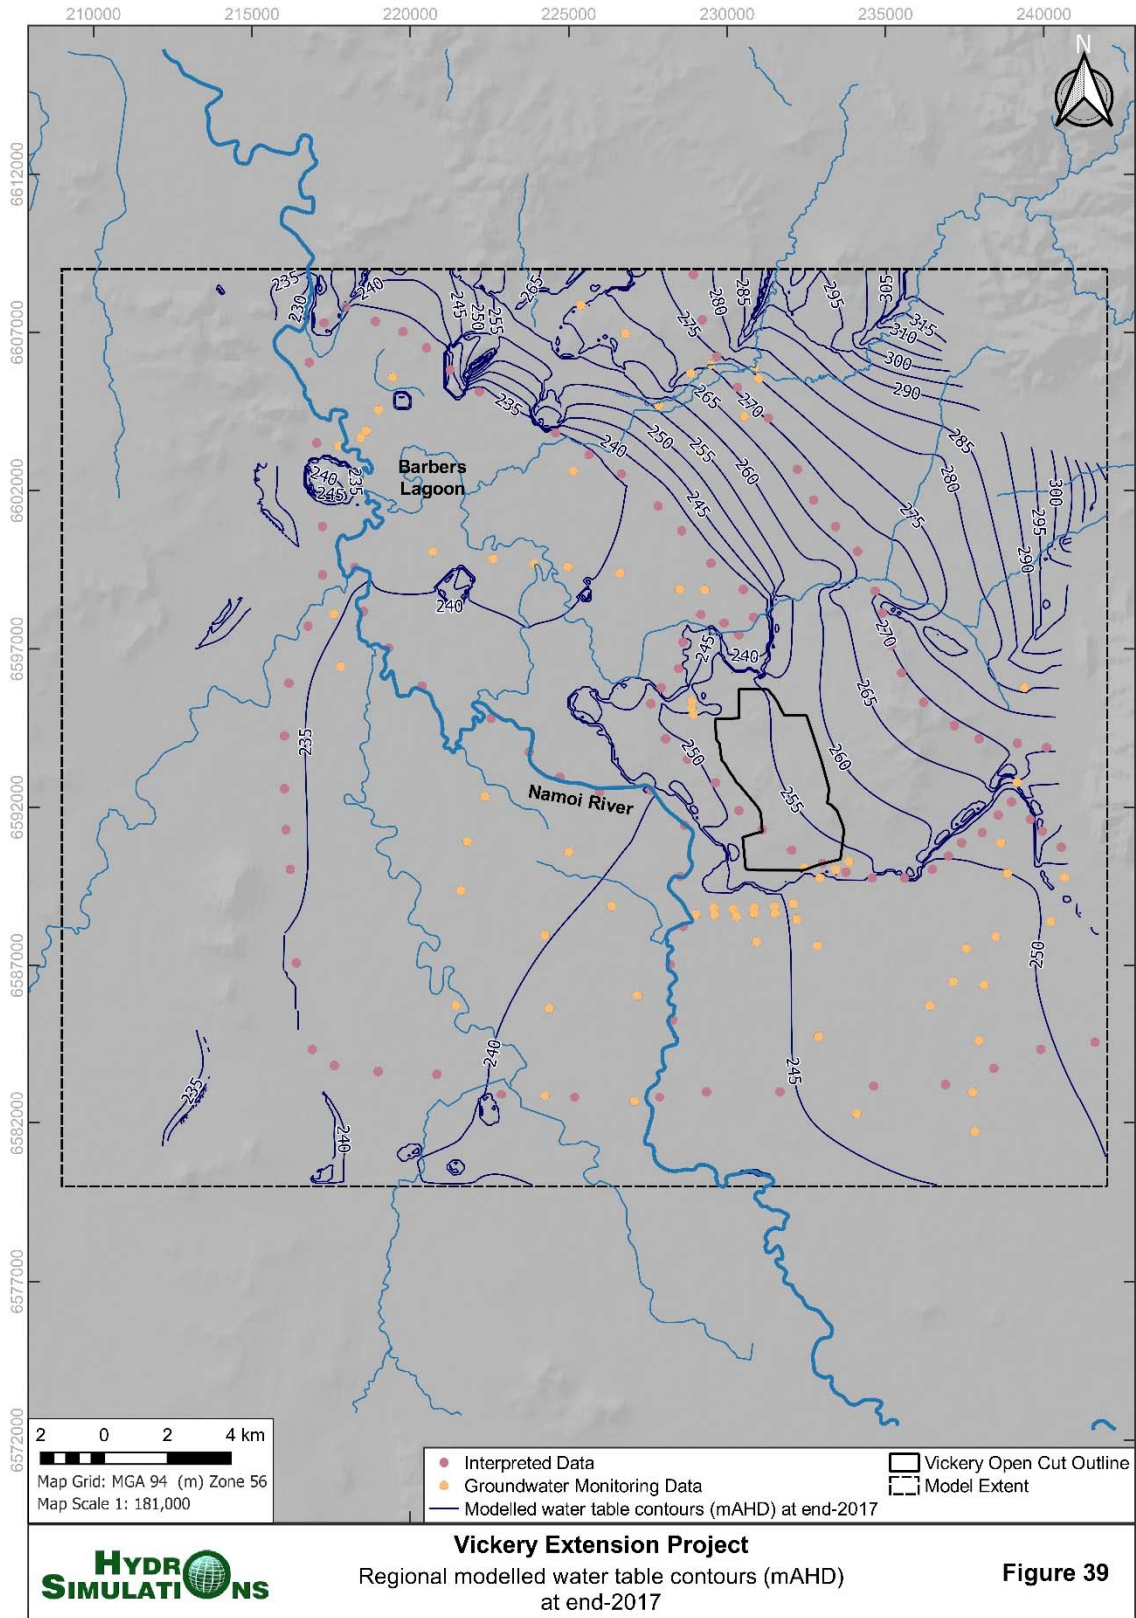 210000 215000 220000 225000 230000 235000 240000
6612000
6607000
6602000
6597000
6592000
6587000
6582000
6577000
6572000
N
235
230
240
245
250
255
265
275
280
285
295
305
315
310
300
290
235
265
270
240
250
255
260
245
285
280
275
300
295
290
Barbers
Lagoon
240
245
235
240
245
240
270
265
260
250
255
235
Namoi River
240
245
250
235
240
2 0 2 4 km
Map Grid: MGA 94 (m) Zone 56
Map Scale 1: 181,000
Interpreted Data
Groundwater Monitoring Data
Modelled water table contours (mAHD) at end-2017
Vickery Open Cut Outline
Model Extent
HYDRO
SIMULATIONS
Vickery Extension Project
Regional modelled water table contours (mAHD)
at end-2017
Figure 39